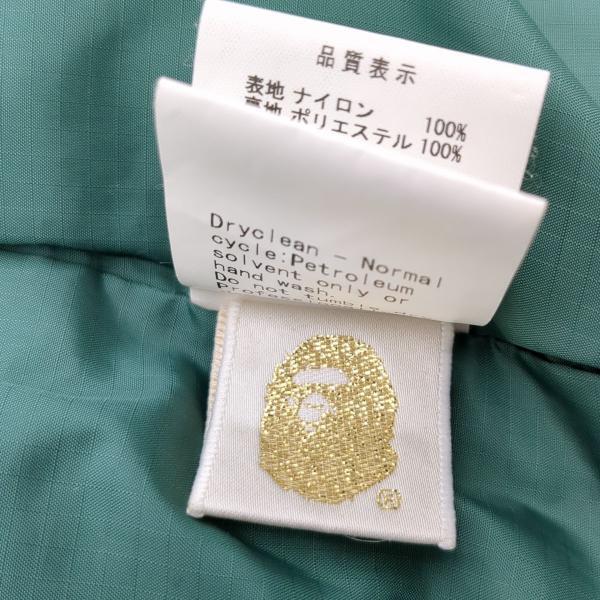 品質表示
表地 ナイロン 100%
裏地 ポリエステル 100%
Dryclean - Normal
cycle:Petroleum
solvent only or
hand wash.
Do not tumble dry
®